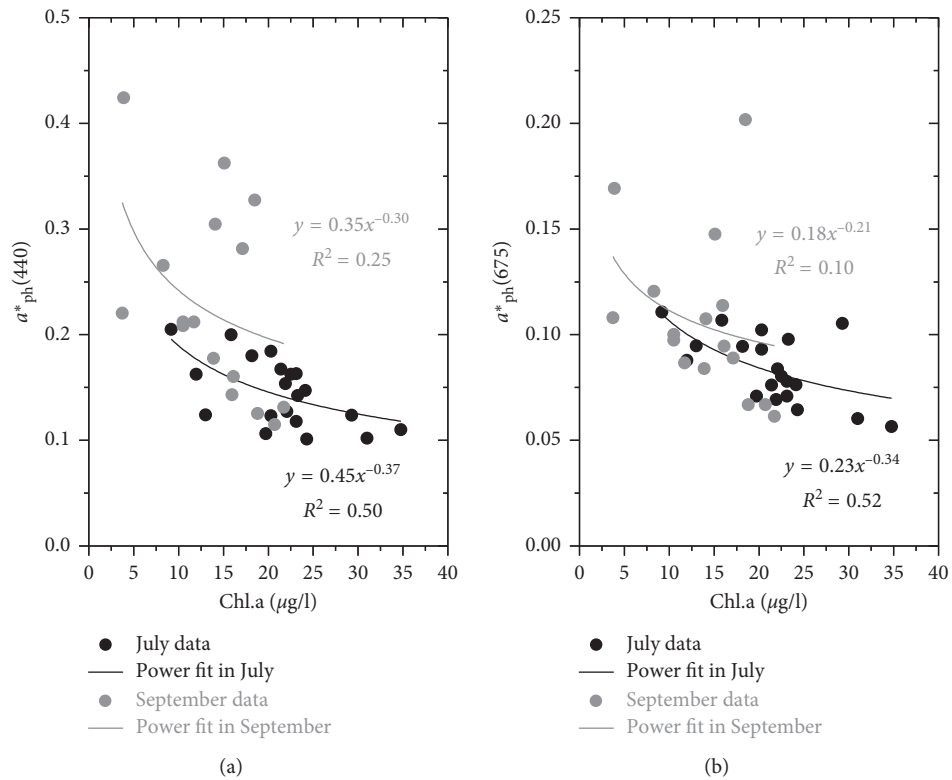 0.5
0.4
0.3
0.2
0.1
0.0
a*ph(440)
y = 0.35x^−0.30
R² = 0.25
y = 0.45x^−0.37
R² = 0.50
0 5 10 15 20 25 30 35 40
Chl.a (μg/l)
July data
Power fit in July
September data
Power fit in September
(a)
0.25
0.20
0.15
0.10
0.05
0.00
a*ph(675)
y = 0.18x^−0.21
R² = 0.10
y = 0.23x^−0.34
R² = 0.52
0 5 10 15 20 25 30 35 40
Chl.a (μg/l)
July data
Power fit in July
September data
Power fit in September
(b)